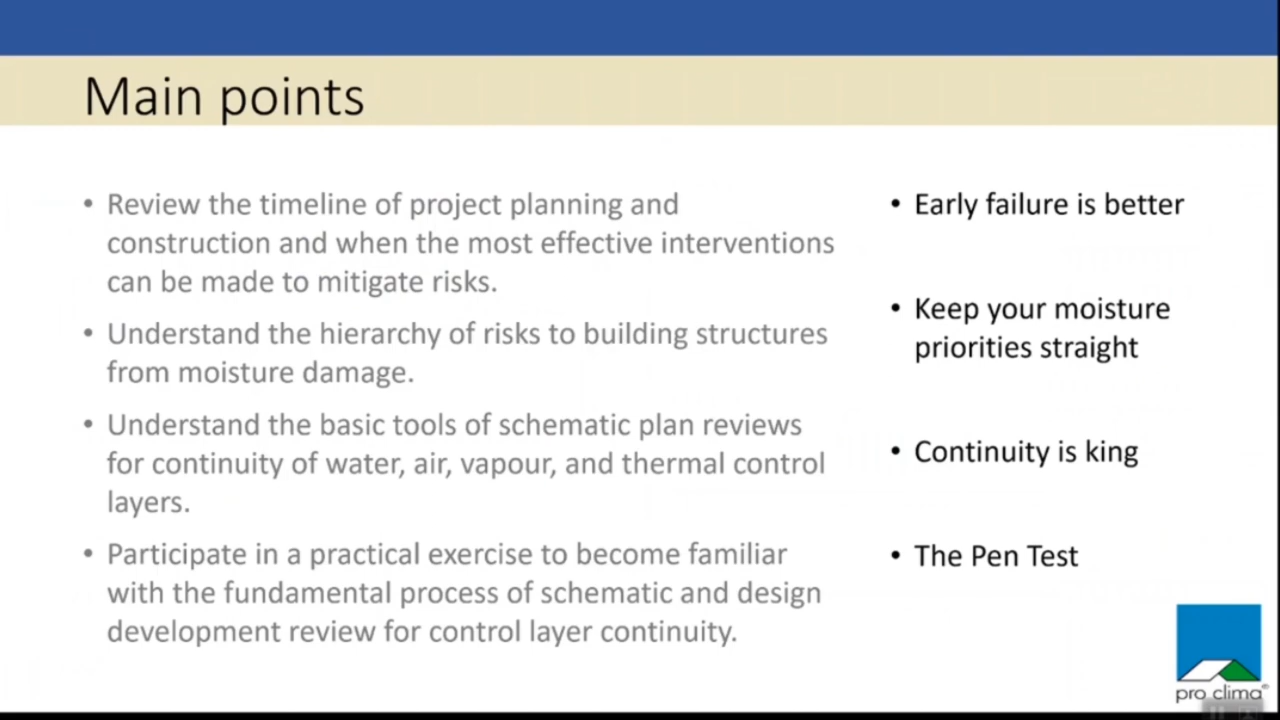 Main points
• Review the timeline of project planning and
construction and when the most effective interventions
can be made to mitigate risks.
• Understand the hierarchy of risks to building structures
from moisture damage.
• Understand the basic tools of schematic plan reviews
for continuity of water, air, vapour, and thermal control
layers.
• Participate in a practical exercise to become familiar
with the fundamental process of schematic and design
development review for control layer continuity.
• Early failure is better
• Keep your moisture
priorities straight
• Continuity is king
• The Pen Test
pro clima®